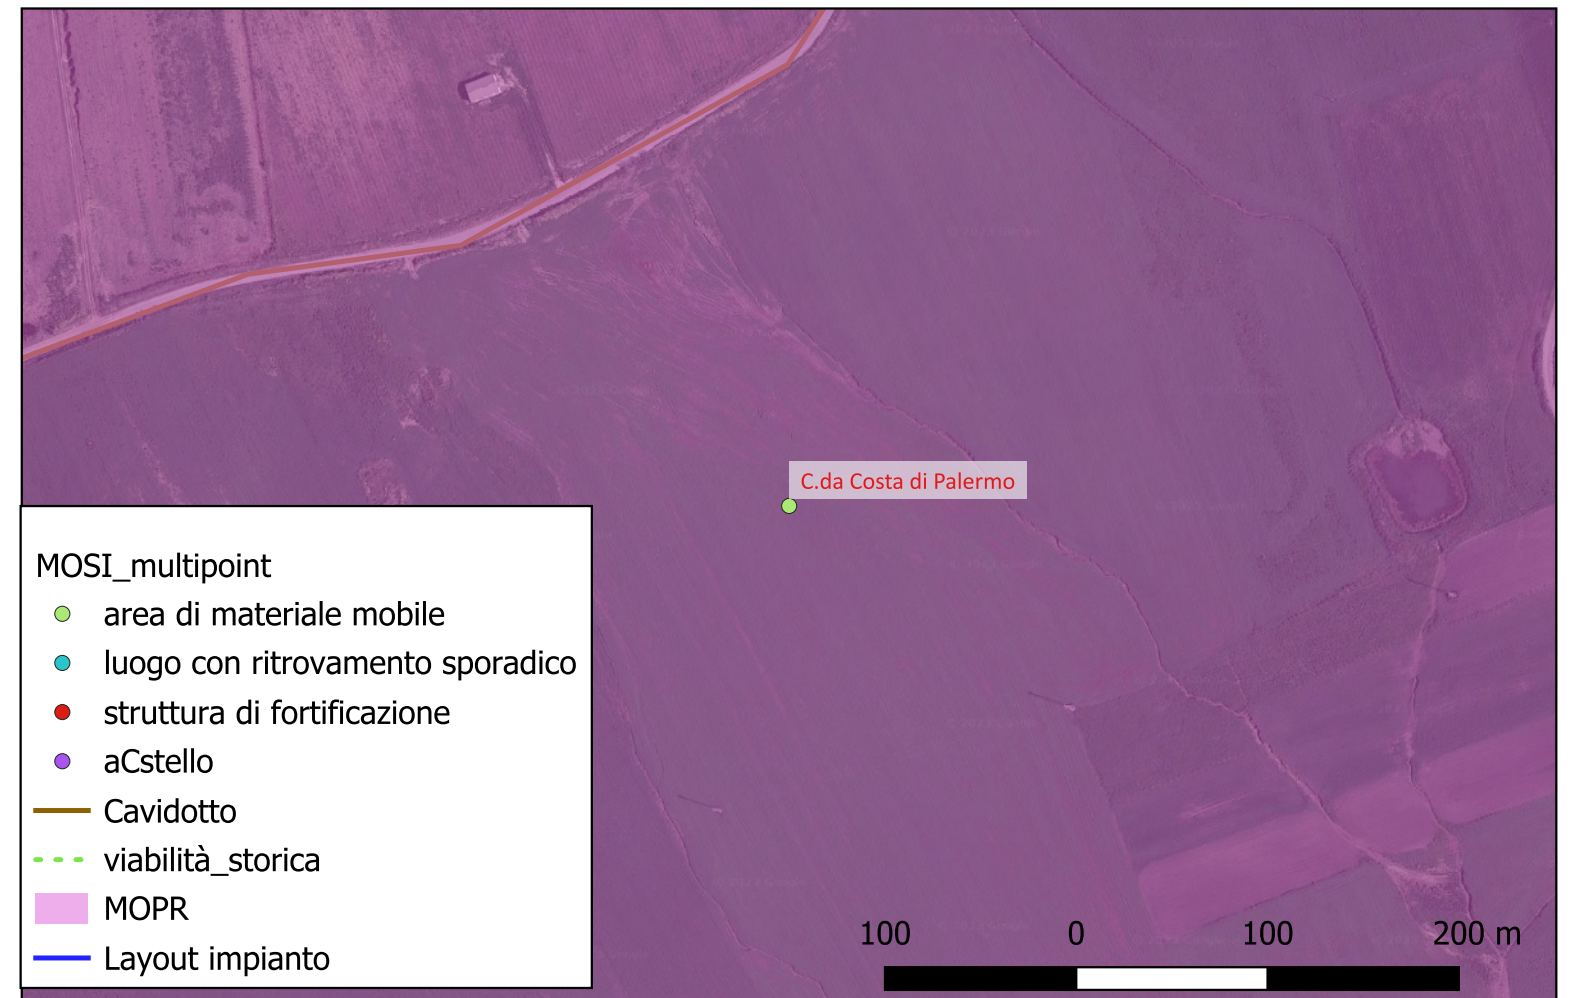 C.da Costa di Palermo
MOSI_multipoint
area di materiale mobile
luogo con ritrovamento sporadico
struttura di fortificazione
aCstello
Cavidotto
viabilità_storica
MOPR
Layout impianto
100 0 100 200 m